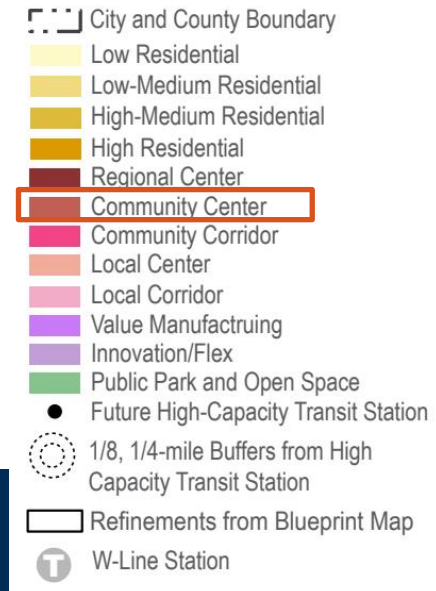 City and County Boundary
Low Residential
Low-Medium Residential
High-Medium Residential
High Residential
Regional Center
Community Center
Community Corridor
Local Center
Local Corridor
Value Manufactruing
Innovation/Flex
Public Park and Open Space
Future High-Capacity Transit Station
1/8, 1/4-mile Buffers from High
Capacity Transit Station
Refinements from Blueprint Map
T W-Line Station